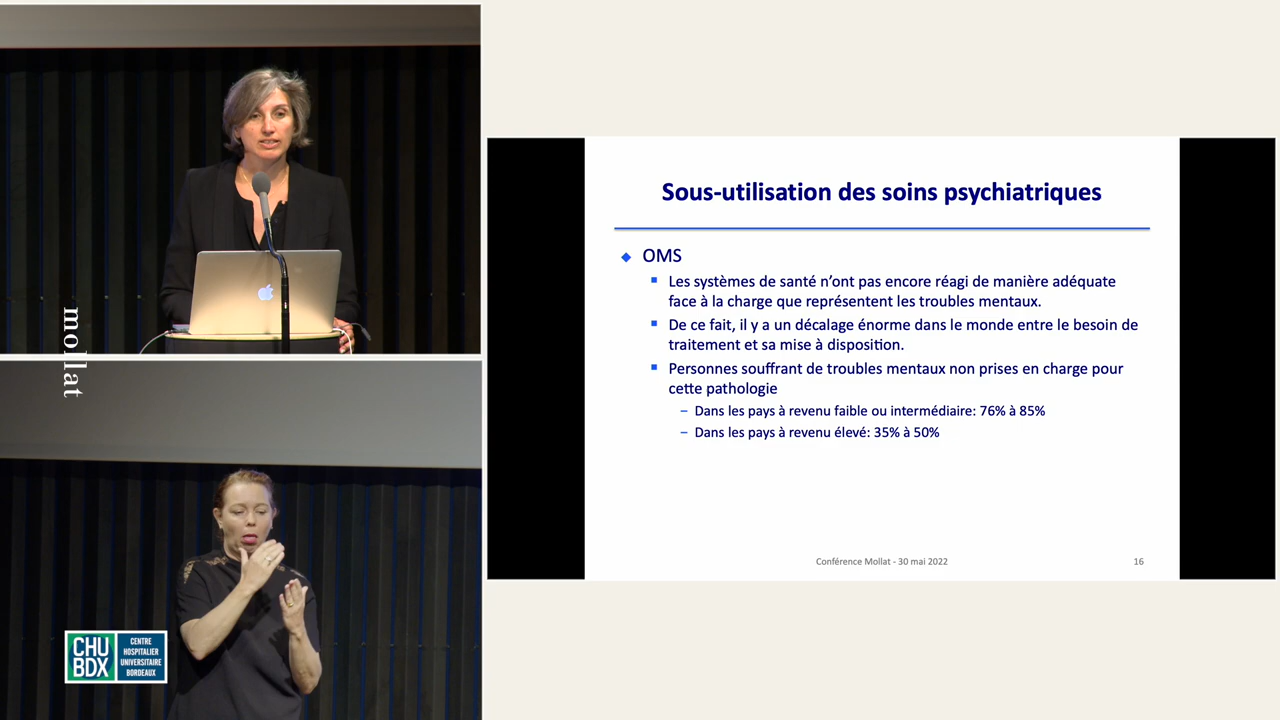 mollat
CHU
BDX
CENTRE
HOSPITALIER
UNIVERSITAIRE
BORDEAUX
Sous-utilisation des soins psychiatriques
OMS
Les systèmes de santé n’ont pas encore réagi de manière adéquate
face à la charge que représentent les troubles mentaux.
De ce fait, il y a un décalage énorme dans le monde entre le besoin de
traitement et sa mise à disposition.
Personnes souffrant de troubles mentaux non prises en charge pour
cette pathologie
– Dans les pays à revenu faible ou intermédiaire: 76% à 85%
– Dans les pays à revenu élevé: 35% à 50%
Conférence Mollat - 30 mai 2022
16